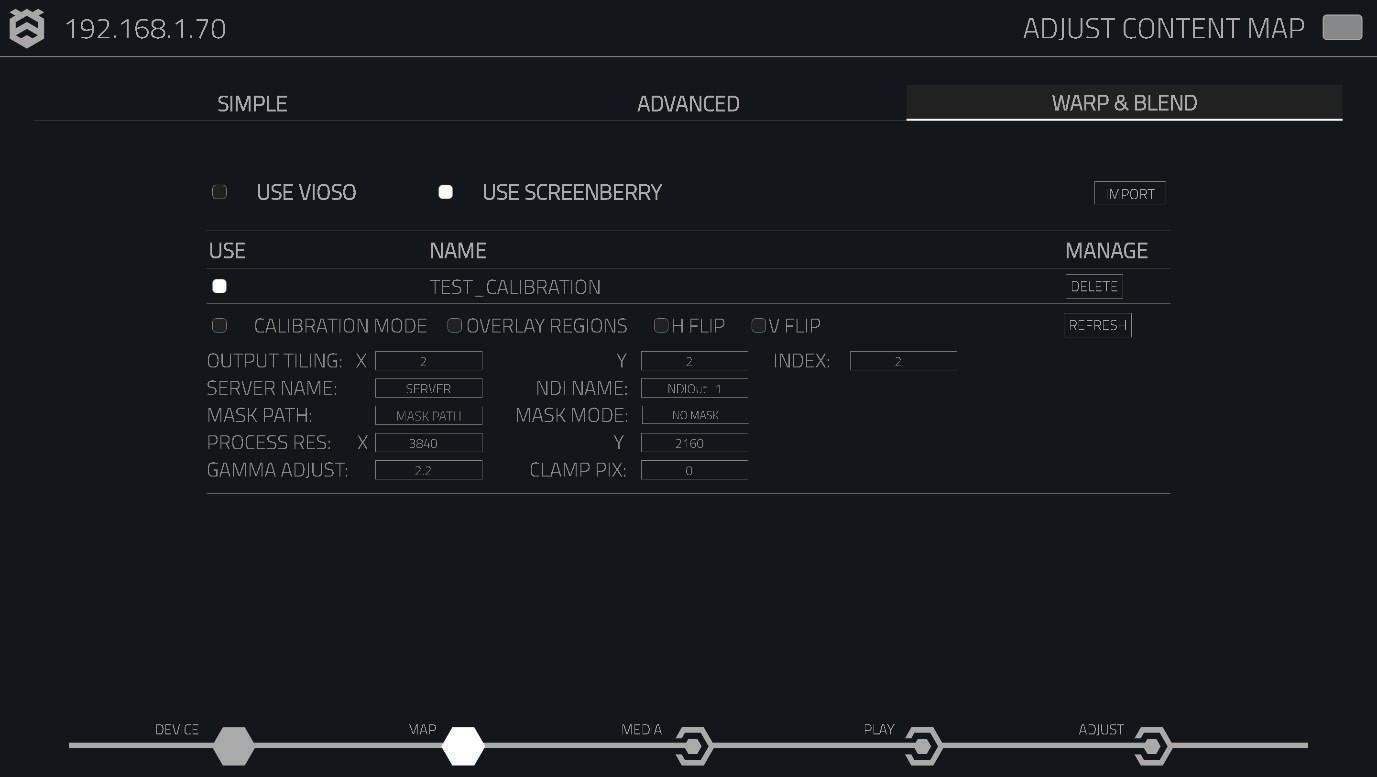 192.168.1.70 ADJUST CONTENT MAP
SIMPLE ADVANCED WARP & BLEND
USE VIOSO USE SCREENBERRY IMPORT
USE NAME MANAGE
TEST_CALIBRATION DELETE
CALIBRATION MODE OVERLAY REGIONS H FLIP V FLIP REFRESH
OUTPUT TILING: X 2 Y 2 INDEX: 2
SERVER NAME: SERVER NDI NAME: NDIOut_1
MASK PATH: MASK PATH MASK MODE: NO MASK
PROCESS RES: X 3840 Y 2160
GAMMA ADJUST: 2.2 CLAMP PIX: 0
DEVICE MAP MEDIA PLAY ADJUST